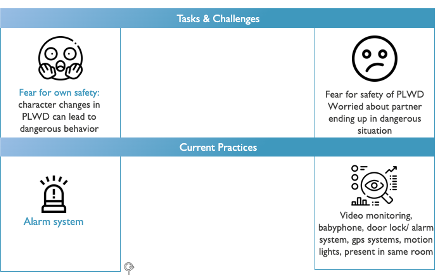 Tasks & Challenges
Fear for own safety:
character changes in
PLWD can lead to
dangerous behavior
Fear for safety of PLWD
Worried about partner
ending up in dangerous
situation
Current Practices
Alarm system
Video monitoring,
babyphone, door lock/ alarm
system, gps systems, motion
lights, present in same room